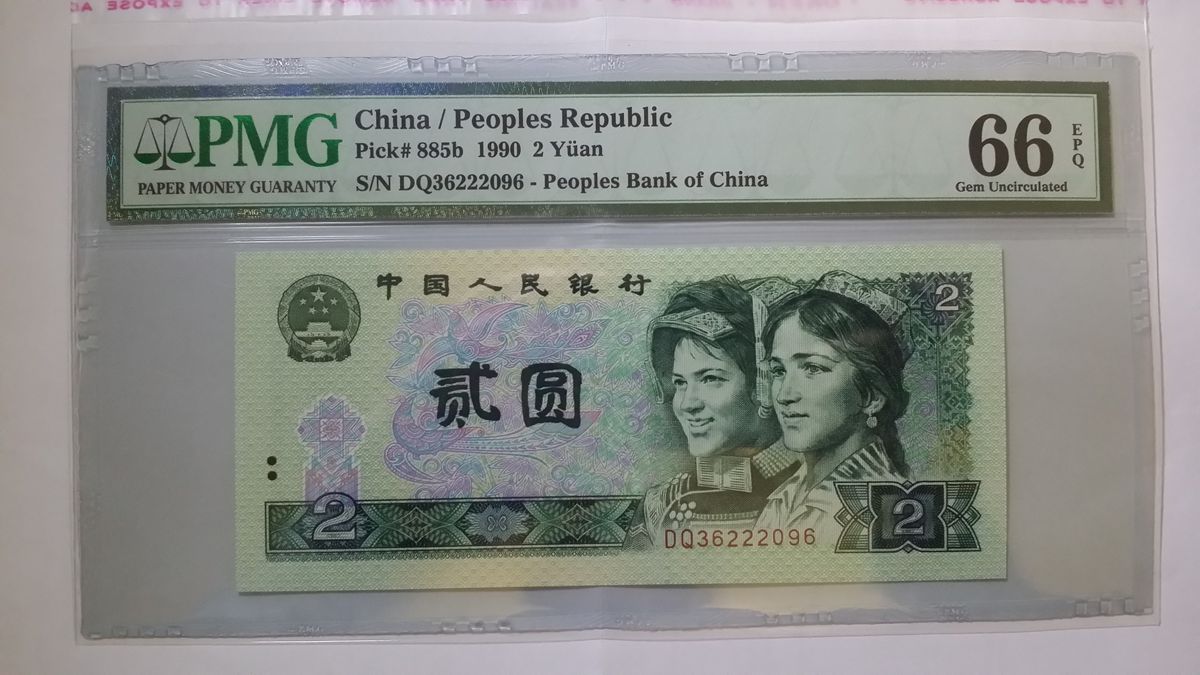 PMG
PAPER MONEY GUARANTY
China / Peoples Republic
Pick# 885b 1990 2 Yüan
S/N DQ36222096 - Peoples Bank of China
66
EPQ
Gem Uncirculated
中国人民银行
2
贰圆
2
2
DQ36222096